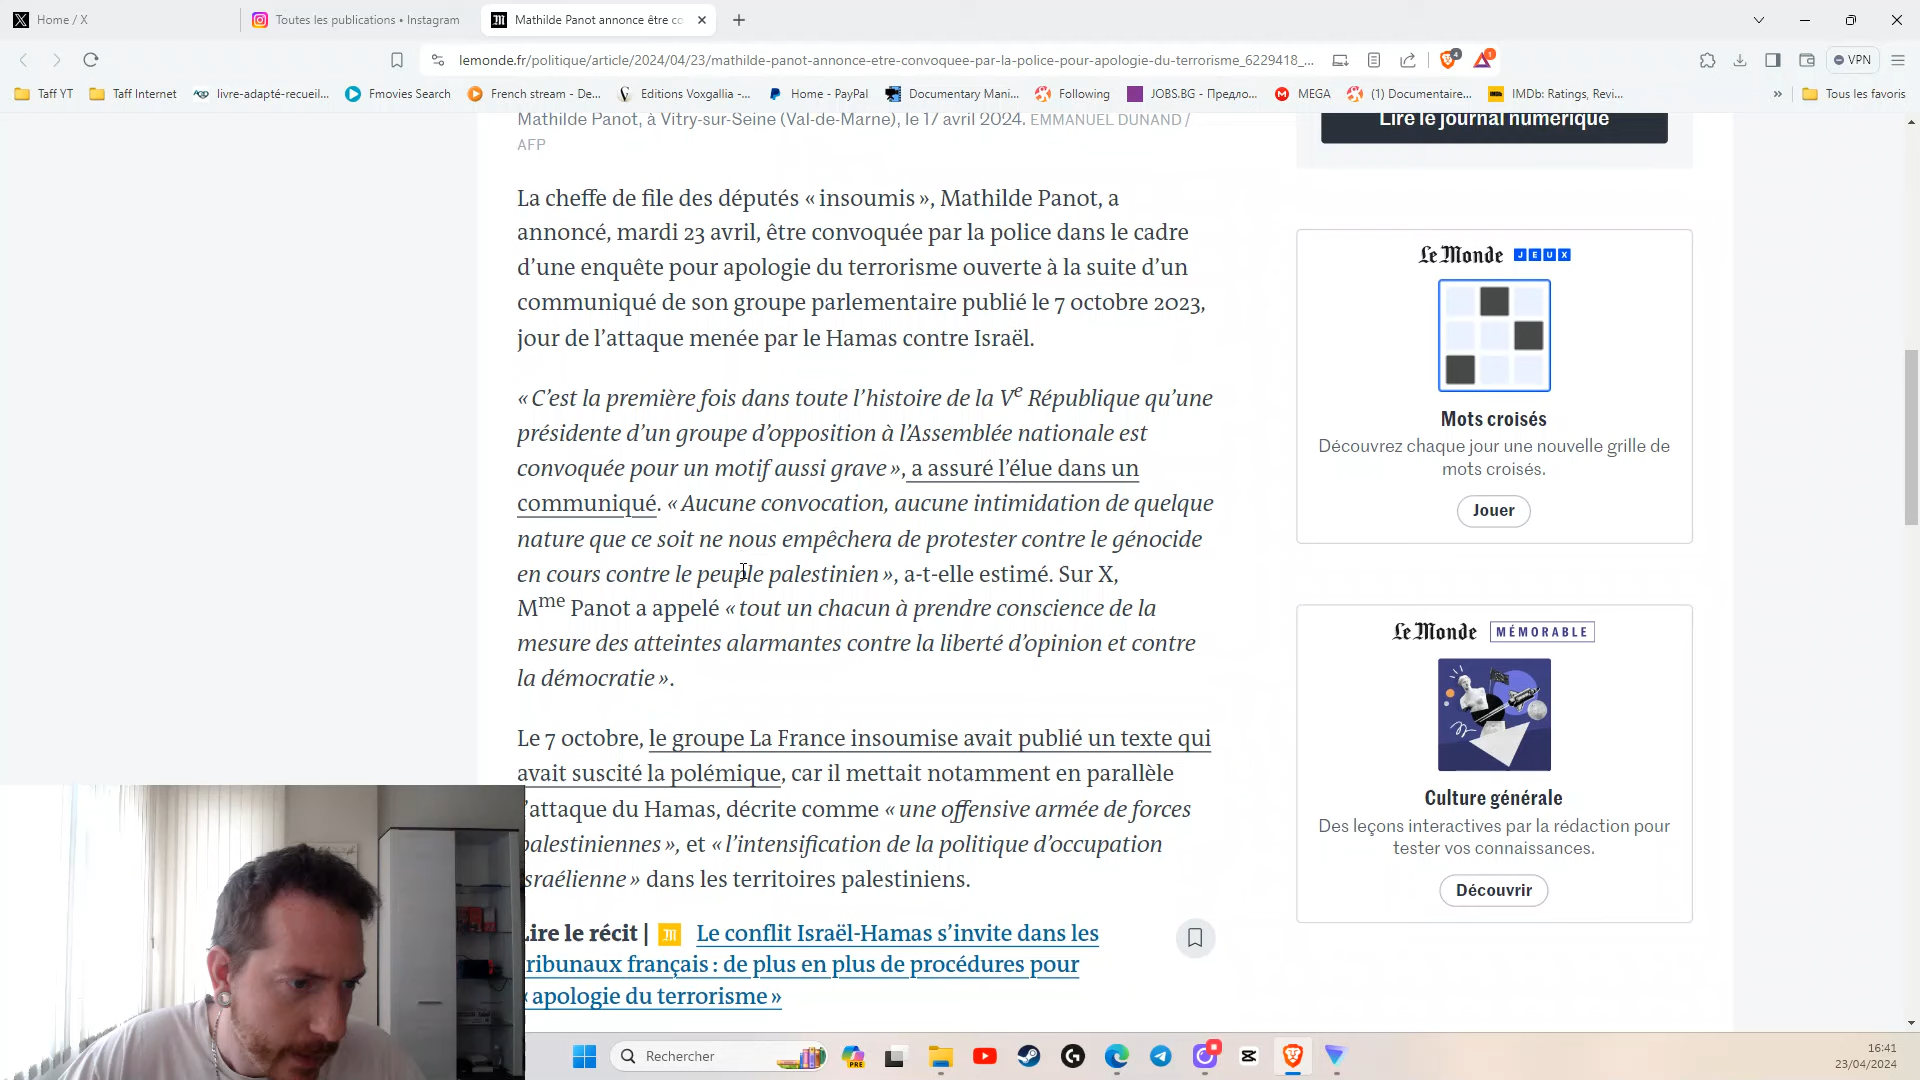 Home / X
Toutes les publications • Instagram
Mathilde Panot annonce être co
lemonde.fr/politique/article/2024/04/23/mathilde-panot-annonce-etre-convoquee-par-la-police-pour-apologie-du-terrorisme_6229418_...
4
1
VPN
Taff YT
Taff Internet
livre-adapté-recueil...
Fmovies Search
French stream - De...
Editions Voxgallia -...
Home - PayPal
Documentary Mani...
Following
JOBS.BG - Предло...
MEGA
(1) Documentaire...
IMDb: Ratings, Revi...
»
Tous les favoris
Mathilde Panot, à Vitry-sur-Seine (Val-de-Marne), le 17 avril 2024. EMMANUEL DUNAND /
AFP
La cheffe de file des députés « insoumis », Mathilde Panot, a
annoncé, mardi 23 avril, être convoquée par la police dans le cadre
d’une enquête pour apologie du terrorisme ouverte à la suite d’un
communiqué de son groupe parlementaire publié le 7 octobre 2023,
jour de l’attaque menée par le Hamas contre Israël.
« C’est la première fois dans toute l’histoire de la Ve République qu’une
présidente d’un groupe d’opposition à l’Assemblée nationale est
convoquée pour un motif aussi grave », a assuré l’élue dans un
communiqué. « Aucune convocation, aucune intimidation de quelque
nature que ce soit ne nous empêchera de protester contre le génocide
en cours contre le peuple palestinien », a-t-elle estimé. Sur X,
Mme Panot a appelé « tout un chacun à prendre conscience de la
mesure des atteintes alarmantes contre la liberté d’opinion et contre
la démocratie ».
Le 7 octobre, le groupe La France insoumise avait publié un texte qui
avait suscité la polémique, car il mettait notamment en parallèle
’attaque du Hamas, décrite comme « une offensive armée de forces
palestiniennes », et « l’intensification de la politique d’occupation
sraélienne » dans les territoires palestiniens.
Lire le récit | Le conflit Israël-Hamas s’invite dans les
tribunaux français : de plus en plus de procédures pour
« apologie du terrorisme »
Lire le journal numérique
Le Monde JEUX
Mots croisés
Découvrez chaque jour une nouvelle grille de
mots croisés.
Jouer
Le Monde MÉMORABLE
Culture générale
Des leçons interactives par la rédaction pour
tester vos connaissances.
Découvrir
Rechercher
PRE
16:41
23/04/2024